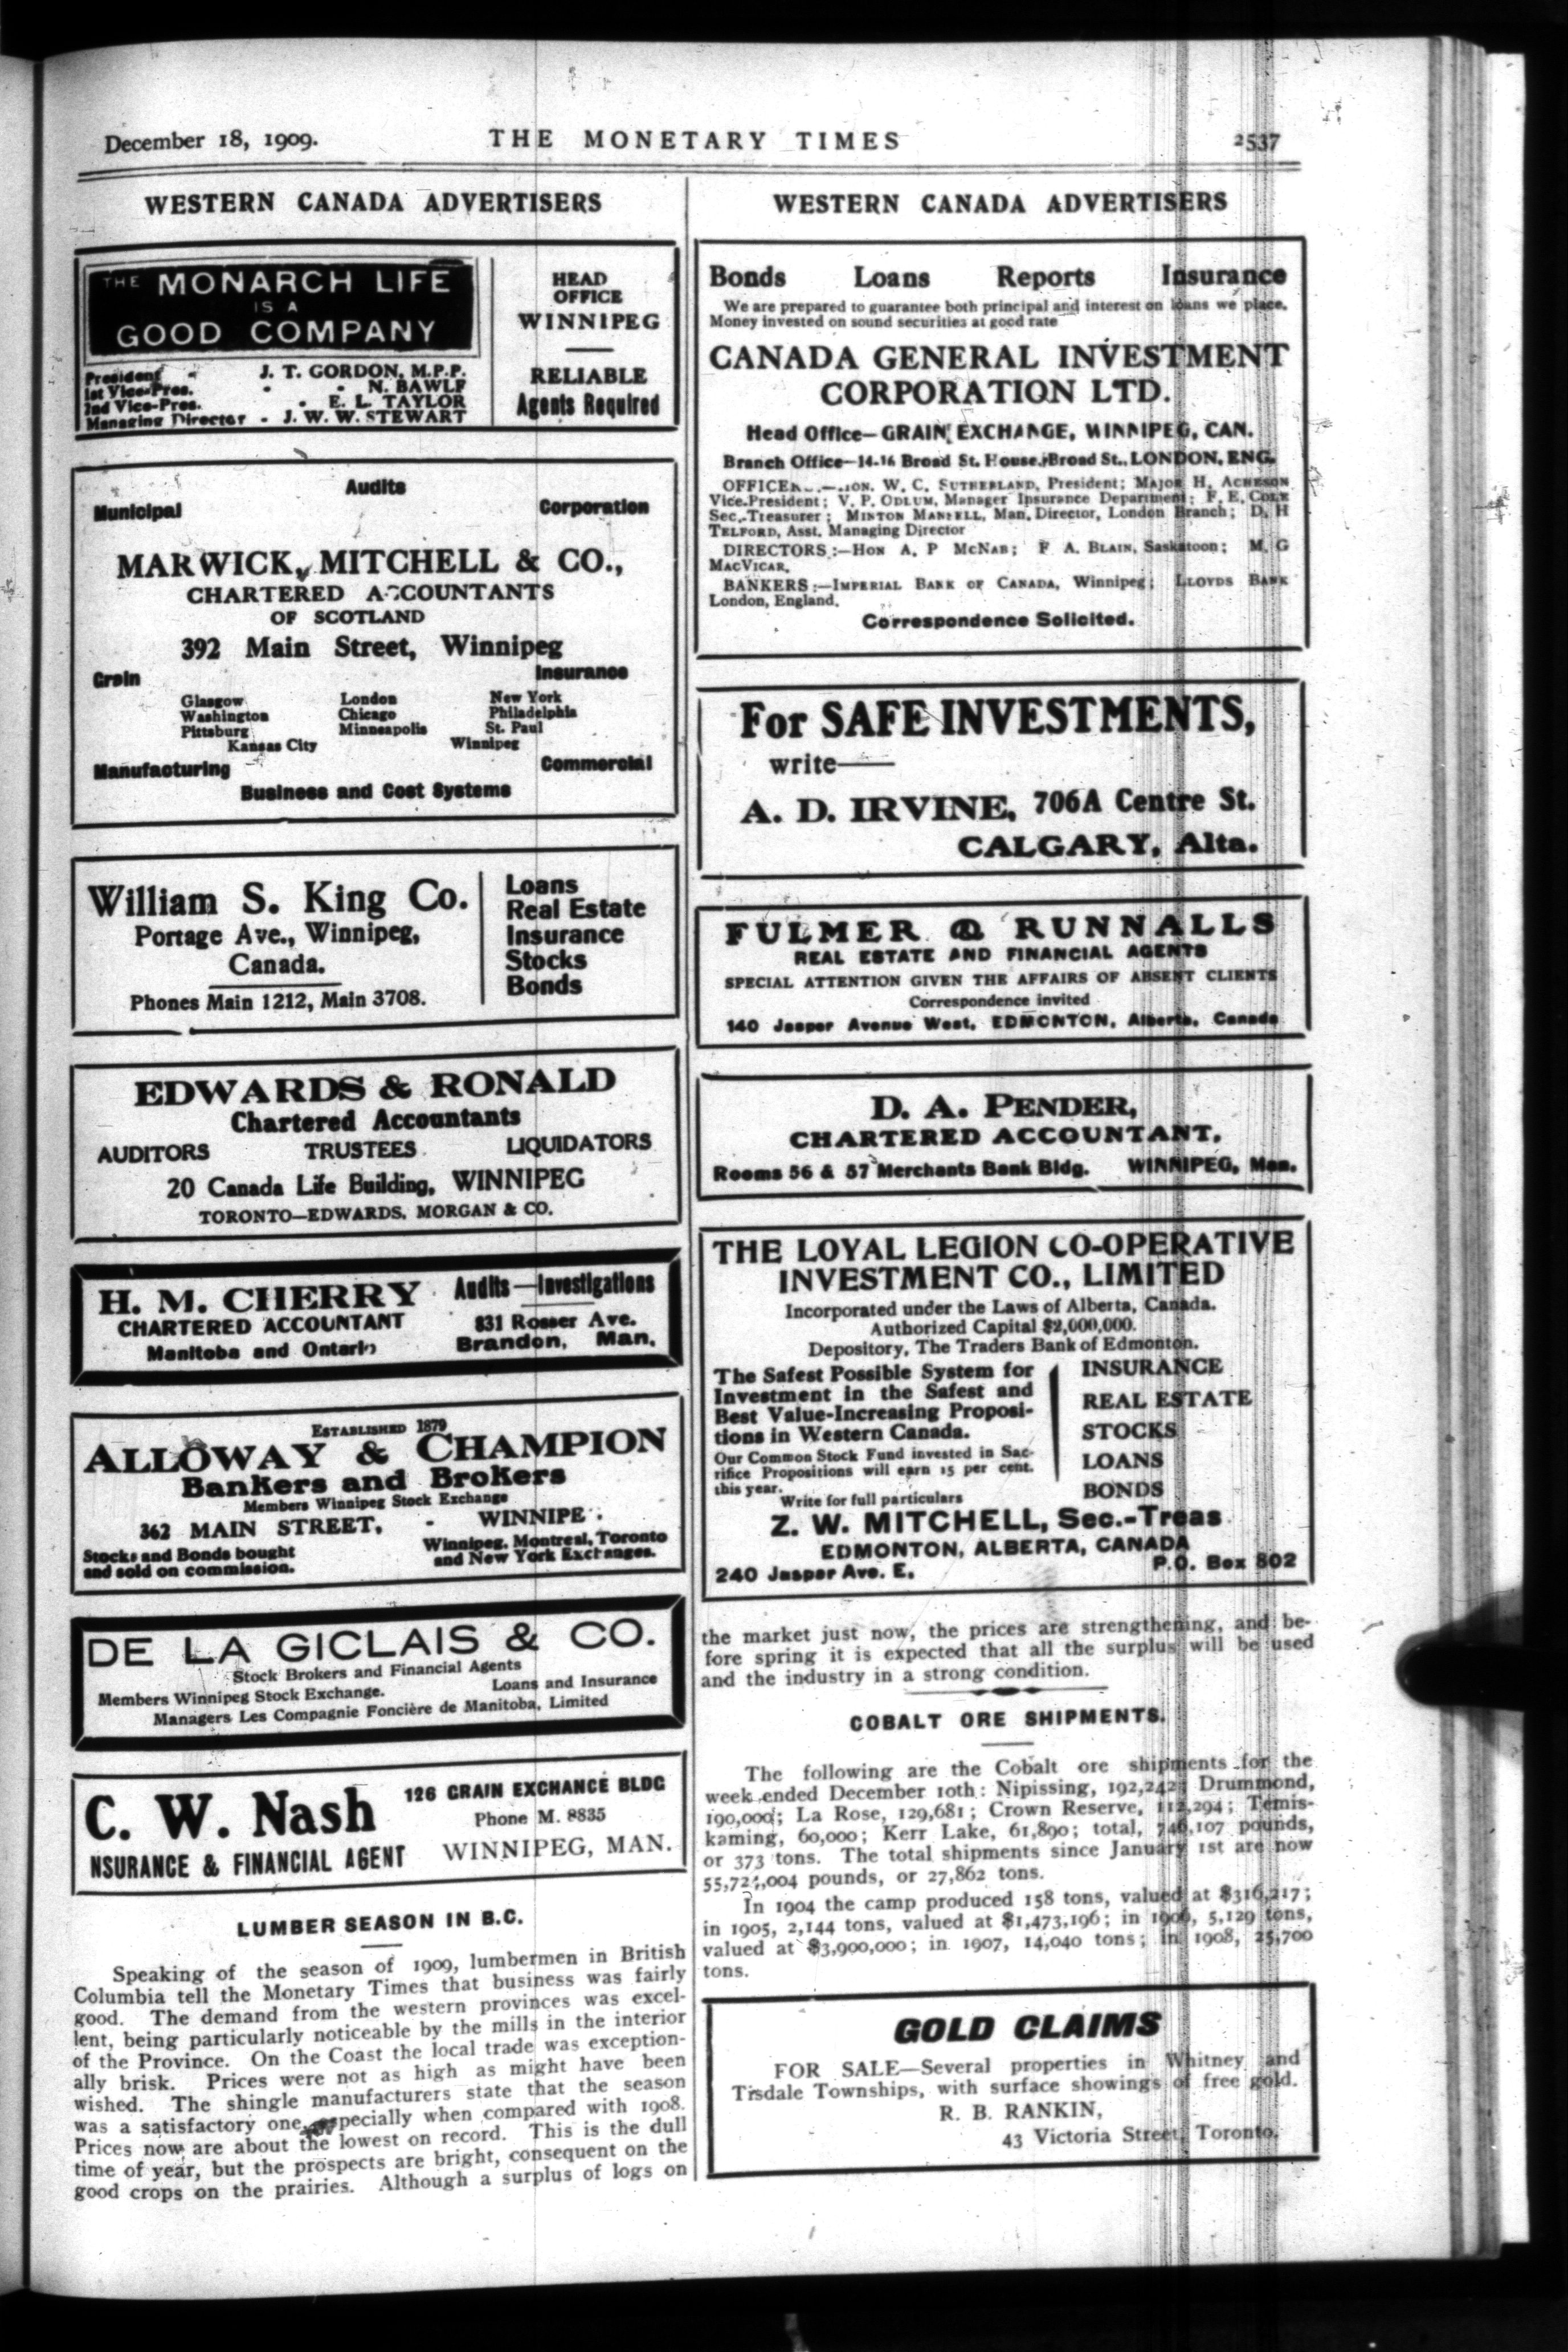 December 18, 1909.
THE MONETARY TIMES
2537
WESTERN CANADA ADVERTISERS
THE MONARCH LIFE
IS A
GOOD COMPANY
President - J. T. GORDON, M.P.P.
1st Vice-Pres. - - N. BAWLF
2nd Vice-Pres. - E. L. TAYLOR
Managing Director - J. W. W. STEWART
HEAD
OFFICE
WINNIPEG
RELIABLE
Agents Required
Audits
Municipal Corporation
MARWICK, MITCHELL & CO.,
CHARTERED ACCOUNTANTS
OF SCOTLAND
392 Main Street, Winnipeg
Grain Insurance
Glasgow London New York
Washington Chicago Philadelphia
Pittsburg Minneapolis St. Paul
Kansas City Winnipeg
Manufacturing Commercial
Business and Cost Systems
William S. King Co.
Portage Ave., Winnipeg,
Canada.
Phones Main 1212, Main 3708.
Loans
Real Estate
Insurance
Stocks
Bonds
EDWARDS & RONALD
Chartered Accountants
AUDITORS TRUSTEES LIQUIDATORS
20 Canada Life Building, WINNIPEG
TORONTO—EDWARDS, MORGAN & CO.
H. M. CHERRY
CHARTERED ACCOUNTANT
Manitoba and Ontario
Audits—Investigations
831 Rosser Ave.
Brandon, Man.
ESTABLISHED 1879
ALLOWAY & CHAMPION
Bankers and Brokers
Members Winnipeg Stock Exchange
362 MAIN STREET, - WINNIPE
Stocks and Bonds bought
and sold on commission.
Winnipeg, Montreal, Toronto
and New York Exchanges.
DE LA GICLAIS & CO.
Stock Brokers and Financial Agents
Members Winnipeg Stock Exchange. Loans and Insurance
Managers Les Compagnie Foncière de Manitoba, Limited
C. W. Nash
NSURANCE & FINANCIAL AGENT
126 GRAIN EXCHANGE BLDG
Phone M. 8835
WINNIPEG, MAN.
LUMBER SEASON IN B.C.
Speaking of the season of 1909, lumbermen in British
Columbia tell the Monetary Times that business was fairly
good. The demand from the western provinces was excel-
lent, being particularly noticeable by the mills in the interior
of the Province. On the Coast the local trade was exception-
ally brisk. Prices were not as high as might have been
wished. The shingle manufacturers state that the season
was a satisfactory one, especially when compared with 1908.
Prices now are about the lowest on record. This is the dull
time of year, but the prospects are bright, consequent on the
good crops on the prairies. Although a surplus of logs on
WESTERN CANADA ADVERTISERS
Bonds Loans Reports Insurance
We are prepared to guarantee both principal and interest on loans we place.
Money invested on sound securities at good rate
CANADA GENERAL INVESTMENT
CORPORATION LTD.
Head Office—GRAIN EXCHANGE, WINNIPEG, CAN.
Branch Office—14-16 Broad St. House, Broad St., LONDON, ENG.
W. C. SUTHERLAND, President; MAJOR H. ACHESON
Vice-President; V. P. ODLUM, Manager Insurance Department; F. E. COLE
Sec.-Treasurer; MINTON MANSELL, Man. Director, London Branch; D. H
TELFORD, Asst. Managing Director
DIRECTORS:—HON A. P MCNAB; F A. BLAIN, Saskatoon; M. G
MACVICAR.
BANKERS:—IMPERIAL BANK OF CANADA, Winnipeg; LLOYDS BANK
London, England.
Correspondence Solicited.
For SAFE INVESTMENTS,
write—
A. D. IRVINE, 706A Centre St.
CALGARY, Alta.
FULMER & RUNNALLS
REAL ESTATE AND FINANCIAL AGENTS
SPECIAL ATTENTION GIVEN THE AFFAIRS OF ABSENT CLIENTS
Correspondence invited
140 Jasper Avenue West, EDMONTON, Alberta, Canada
D. A. PENDER,
CHARTERED ACCOUNTANT,
Rooms 56 & 57 Merchants Bank Bldg. WINNIPEG, Man.
THE LOYAL LEGION CO-OPERATIVE
INVESTMENT CO., LIMITED
Incorporated under the Laws of Alberta, Canada.
Authorized Capital $2,000,000.
Depository, The Traders Bank of Edmonton.
The Safest Possible System for
Investment in the Safest and
Best Value-Increasing Proposi-
tions in Western Canada.
Our Common Stock Fund invested in Sac-
rifice Propositions will earn 15 per cent.
this year.
Write for full particulars
INSURANCE
REAL ESTATE
STOCKS
LOANS
BONDS
Z. W. MITCHELL, Sec.-Treas
EDMONTON, ALBERTA, CANADA
240 Jasper Ave. E. P.O. Box 802
the market just now, the prices are strengthening, and be-
fore spring it is expected that all the surplus will be used
and the industry in a strong condition.
COBALT ORE SHIPMENTS.
The following are the Cobalt ore shipments for the
week ended December 10th: Nipissing, 192,242; Drummond,
190,000; La Rose, 129,681; Crown Reserve, 112,294; Temis-
kaming, 60,000; Kerr Lake, 61,890; total, 746,107 pounds,
or 373 tons. The total shipments since January 1st are now
pounds, or 27,862 tons.
In 1904 the camp produced 158 tons, valued at $316,217;
in 1905, 2,144 tons, valued at $1,473,196; in 1906, 5,129 tons,
valued at $3,900,000; in 1907, 14,040 tons; in 1908, 25,700
tons.
GOLD CLAIMS
FOR SALE—Several properties in Whitney and
Tisdale Townships, with surface showings of free gold.
R. B. RANKIN,
43 Victoria Street, Toronto.